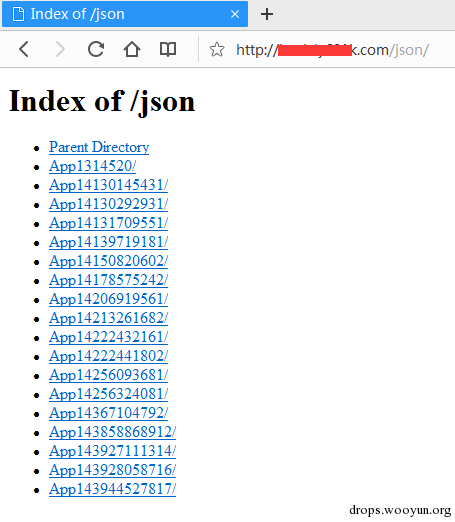 Index of /json
http://
k.com/json/
Index of /json
Parent Directory
App1314520/
App14130145431/
App14130292931/
App14131709551/
App14139719181/
App14150820602/
App14178575242/
App14206919561/
App14213261682/
App14222432161/
App14222441802/
App14256093681/
App14256324081/
App14367104792/
App143858868912/
App143927111314/
App143928058716/
App143944527817/
drops.wooyun.org